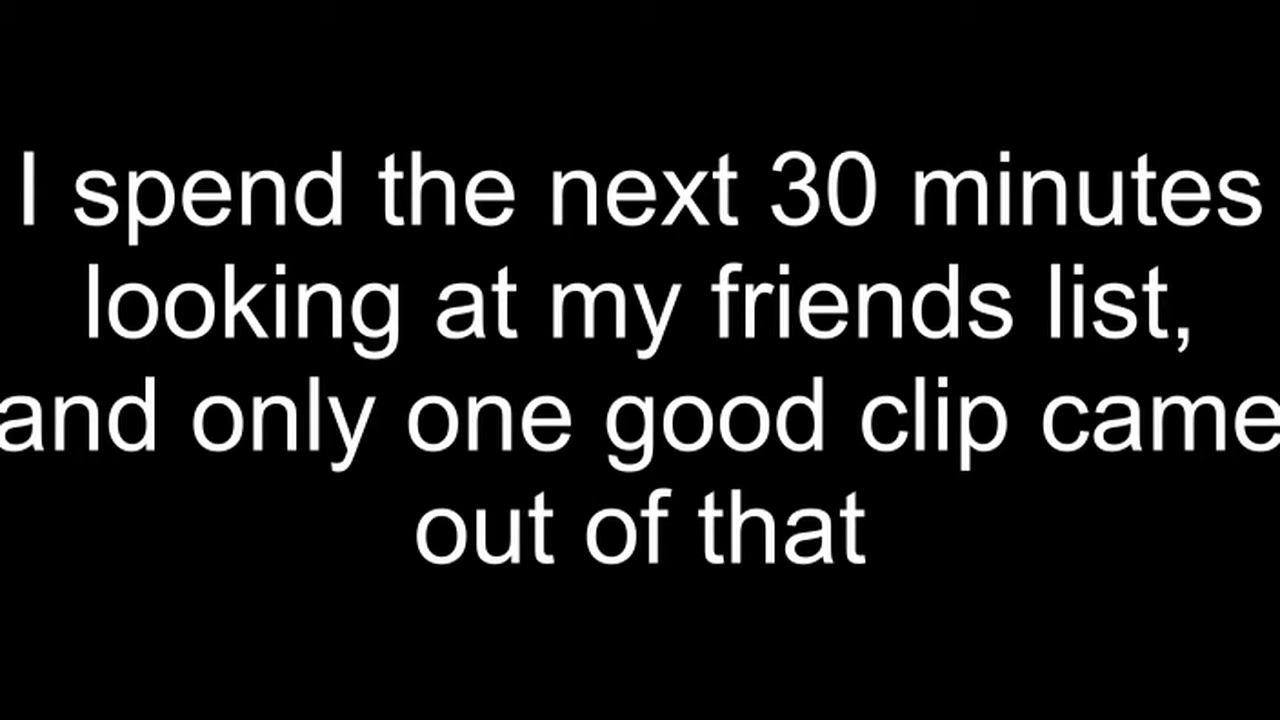 I spend the next 30 minutes
looking at my friends list,
and only one good clip came
out of that